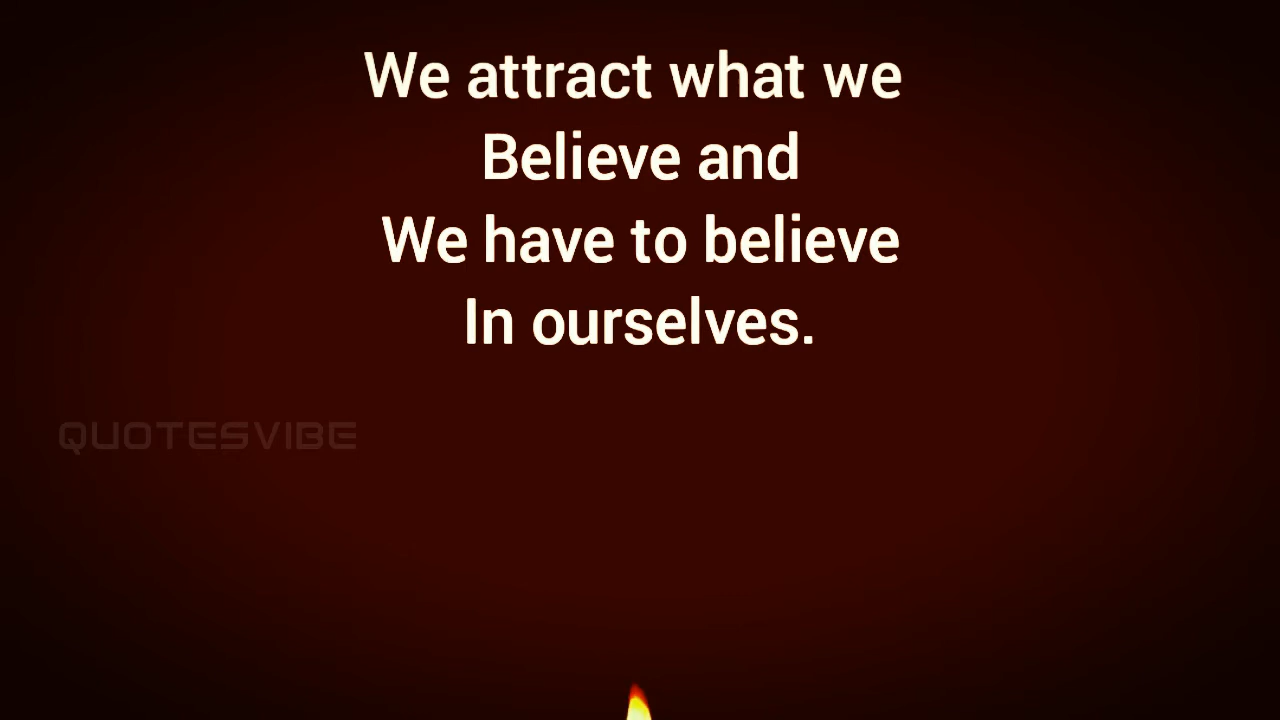 We attract what we
Believe and
We have to believe
In ourselves.
QUOTESVIBE